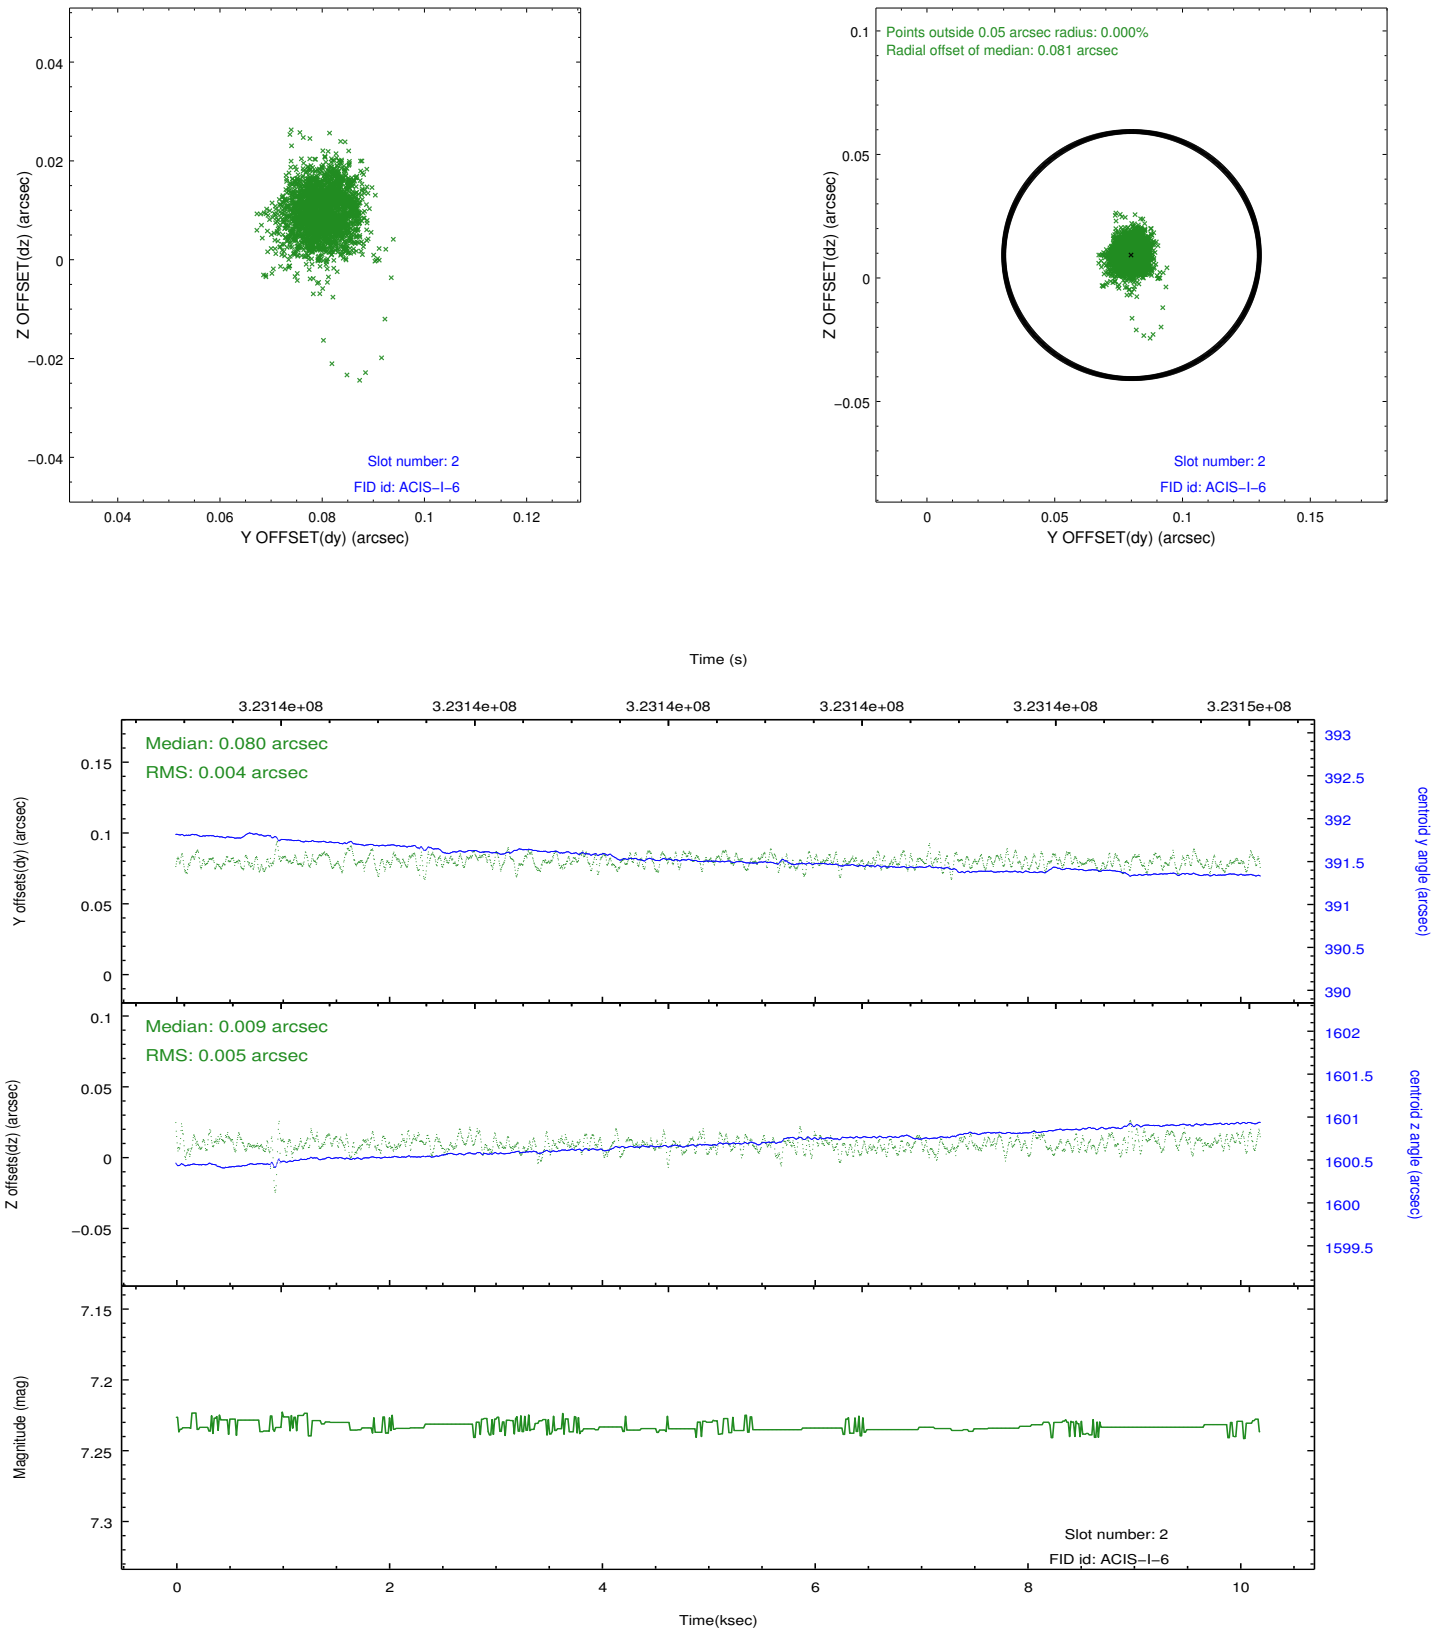 0.04
0.02
0
−0.02
−0.04
Z OFFSET(dz) (arcsec)
Slot number: 2
FID id: ACIS−I−6
0.04
0.06
0.08
0.1
0.12
Y OFFSET(dy) (arcsec)
Points outside 0.05 arcsec radius: 0.000%
Radial offset of median: 0.081 arcsec
0.1
0.05
0
−0.05
Z OFFSET(dz) (arcsec)
Slot number: 2
FID id: ACIS−I−6
0
0.05
0.1
0.15
Y OFFSET(dy) (arcsec)
Time (s)
3.2314e+08
3.2314e+08
3.2314e+08
3.2314e+08
3.2314e+08
3.2315e+08
Median: 0.080 arcsec
RMS: 0.004 arcsec
0.15
0.1
0.05
0
Y offsets(dy) (arcsec)
393
392.5
392
391.5
391
390.5
390
centroid y angle (arcsec)
Median: 0.009 arcsec
RMS: 0.005 arcsec
0.1
0.05
0
−0.05
Z offsets(dz) (arcsec)
1602
1601.5
1601
1600.5
1600
1599.5
centroid z angle (arcsec)
7.15
7.2
7.25
7.3
Magnitude (mag)
Slot number: 2
FID id: ACIS−I−6
0
2
4
6
8
10
Time(ksec)